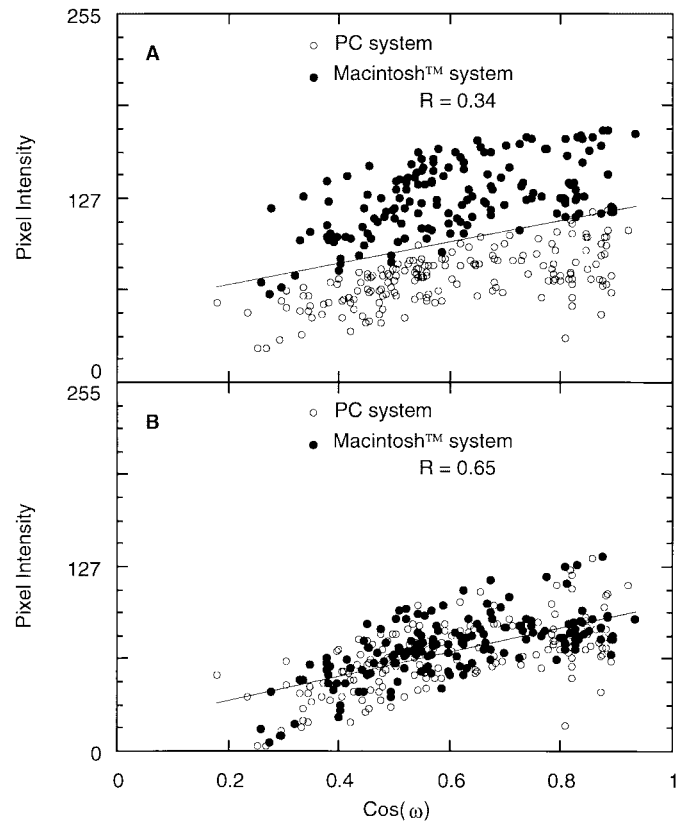 255
A
PC system
Macintosh™ system
R = 0.34
Pixel Intensity
127
0
255
B
PC system
Macintosh™ system
R = 0.65
Pixel Intensity
127
0
0 0.2 0.4 0.6 0.8 1
Cos(ω)